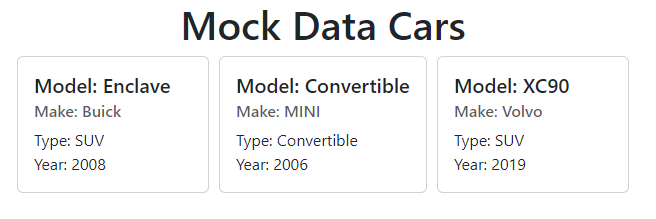 Mock Data Cars
Model: Enclave
Make: Buick
Type: SUV
Year: 2008
Model: Convertible
Make: MINI
Type: Convertible
Year: 2006
Model: XC90
Make: Volvo
Type: SUV
Year: 2019